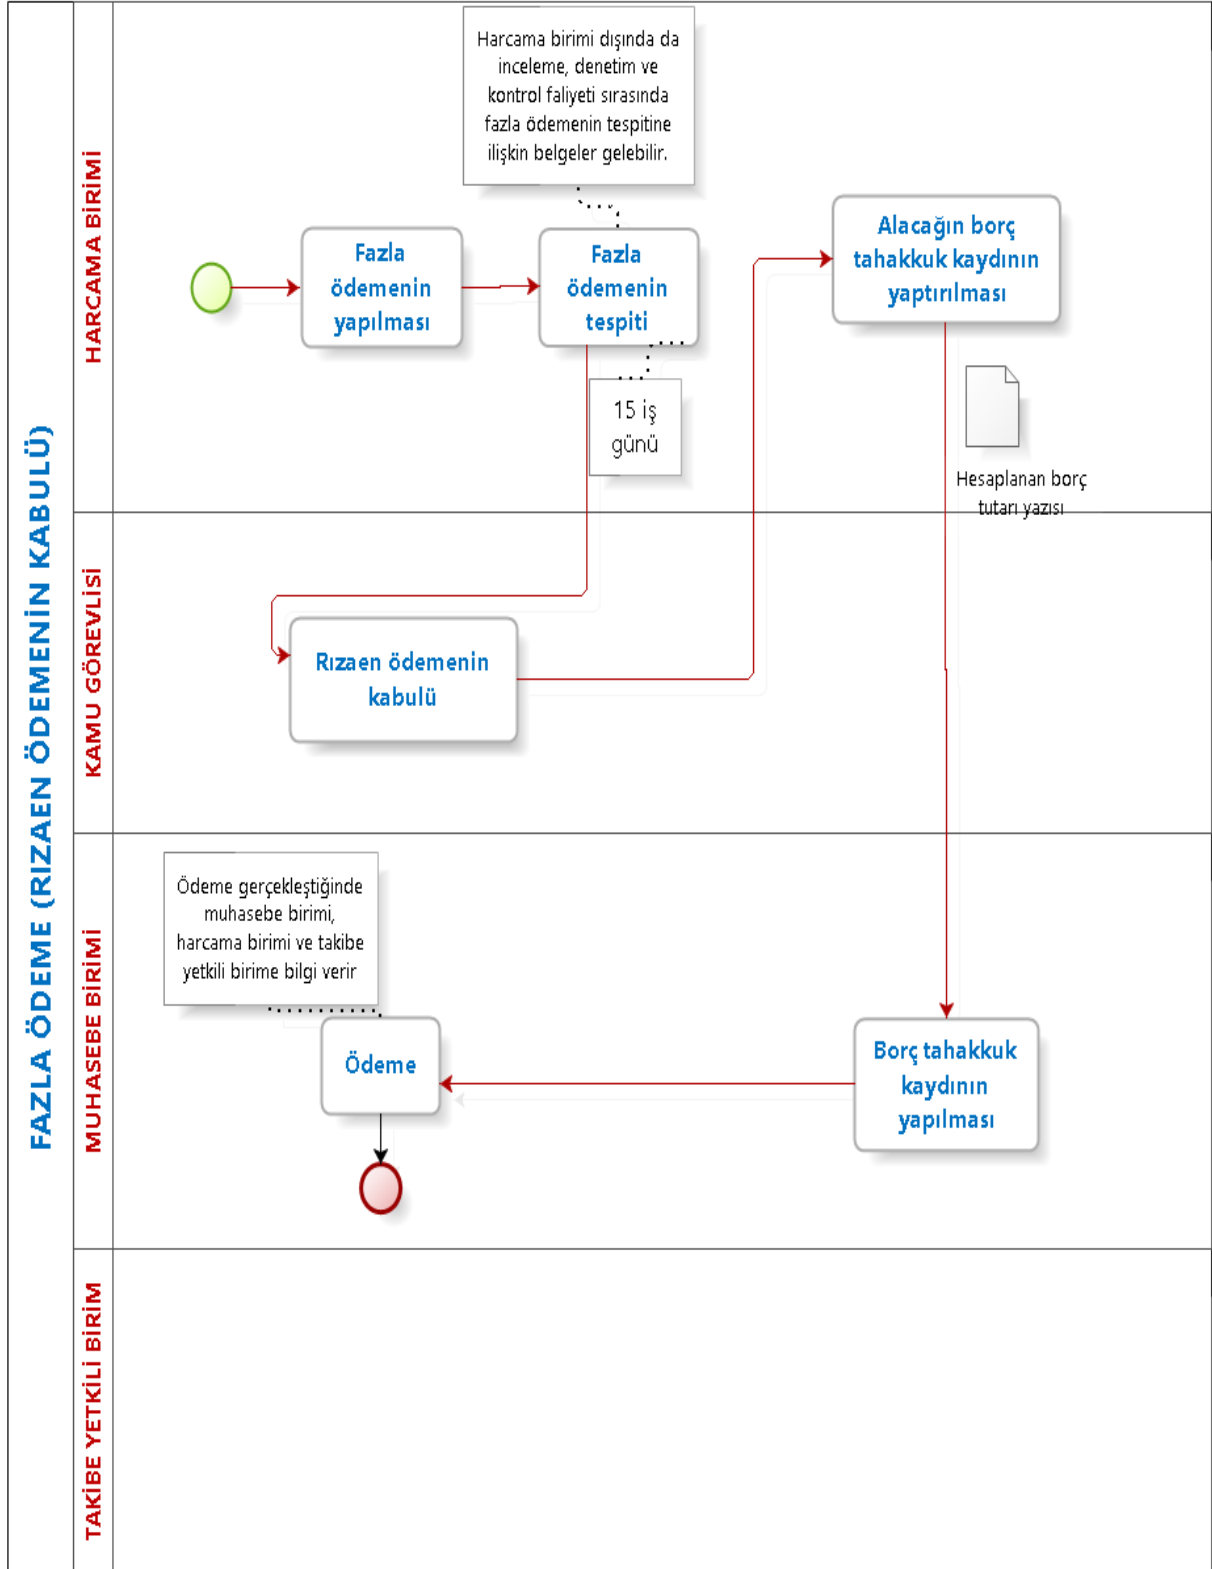 FAZLA ÖDEME (RIZAEN ÖDEMENİN KABULÜ)
HARCAMA BİRİMİ
Harcama birimi dışında da
inceleme, denetim ve
kontrol faliyeti sırasında
fazla ödemenin tespitine
ilişkin belgeler gelebilir.
Fazla
ödemenin
yapılması
Fazla
ödemenin
tespiti
Alacağın borç
tahakkuk kaydının
yaptırılması
15 iş
günü
Hesaplanan borç
tutarı yazısı
KAMU GÖREVLİSİ
Rızaen ödemenin
kabulü
MUHASEBE BİRİMİ
Ödeme gerçekleştiğinde
muhasebe birimi,
harcama birimi ve takibe
yetkili birime bilgi verir
Ödeme
Borç tahakkuk
kaydının
yapılması
TAKİBE YETKİLİ BİRİM